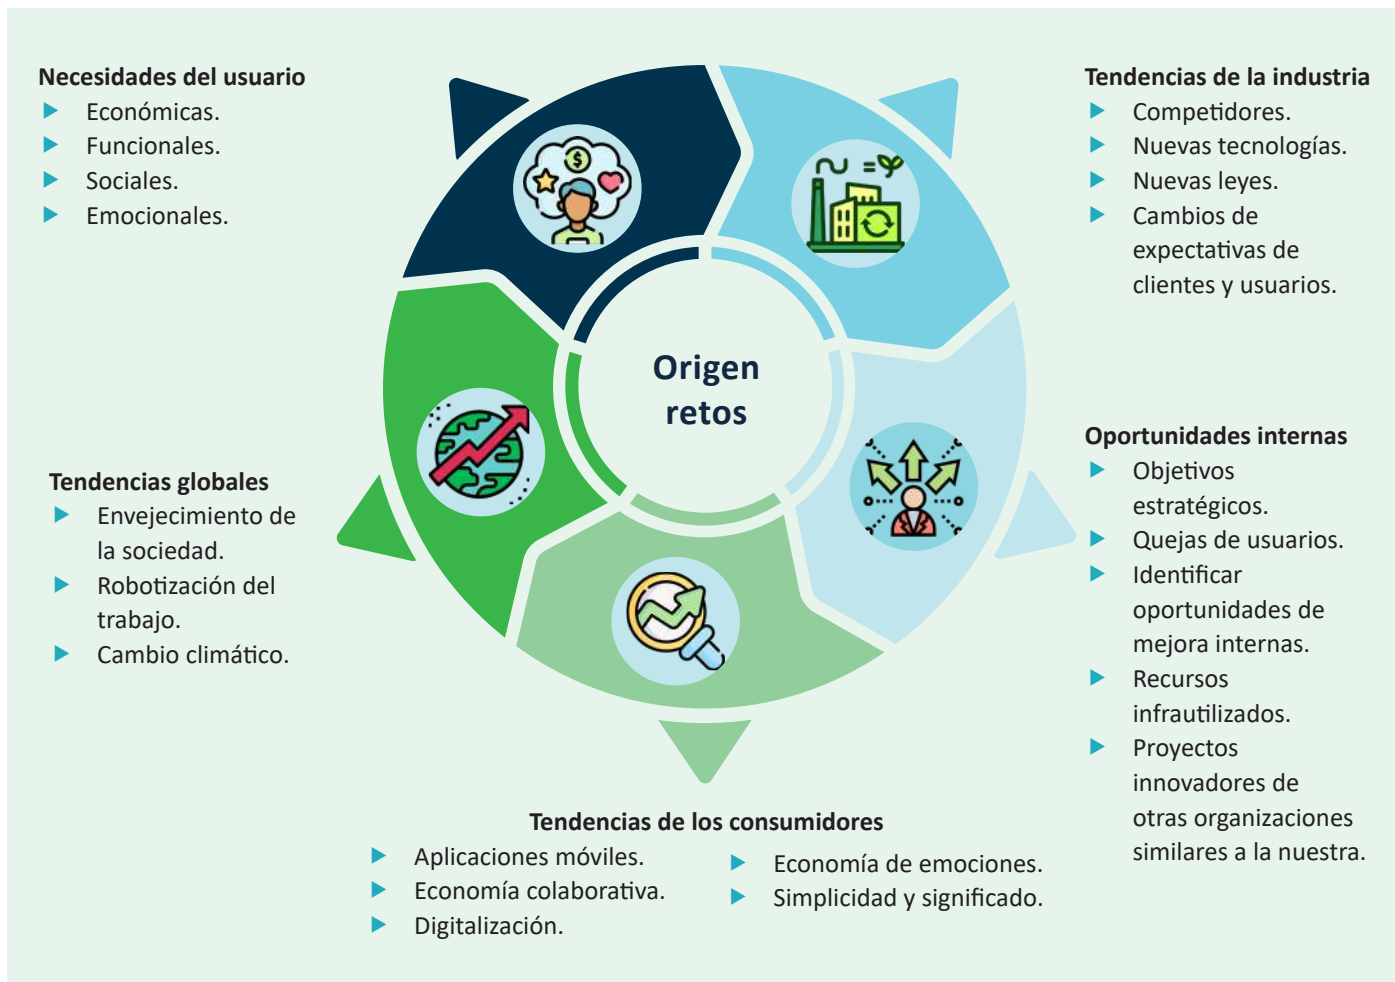 Necesidades del usuario
Económicas.
Funcionales.
Sociales.
Emocionales.
Tendencias de la industria
Competidores.
Nuevas tecnologías.
Nuevas leyes.
Cambios de
expectativas de
clientes y usuarios.
Origen
retos
Oportunidades internas
Objetivos
estratégicos.
Quejas de usuarios.
Identificar
oportunidades de
mejora internas.
Recursos
infrautilizados.
Proyectos
innovadores de
otras organizaciones
similares a la nuestra.
Tendencias globales
Envejecimiento de
la sociedad.
Robotización del
trabajo.
Cambio climático.
Tendencias de los consumidores
Aplicaciones móviles.
Economía colaborativa.
Digitalización.
Economía de emociones.
Simplicidad y significado.